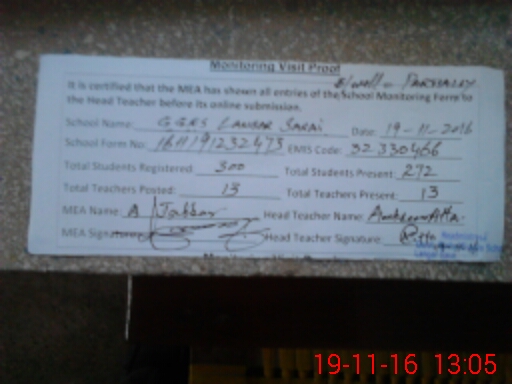 Monitoring Visit Proof
It is certified that the MEA has shown all entries of the School Monitoring Form to
the Head Teacher before its online submission.
School Name: GGES LANGAR SARAI Date: 19-11-2016
School Form No: EMIS Code: 32330466
Total Students Registered: 300 Total Students Present: 272
Total Teachers Posted: 13 Total Teachers Present: 13
MEA Name: A Jabbar Head Teacher Name:
MEA Signature: Head Teacher Signature
19-11-16 13:05